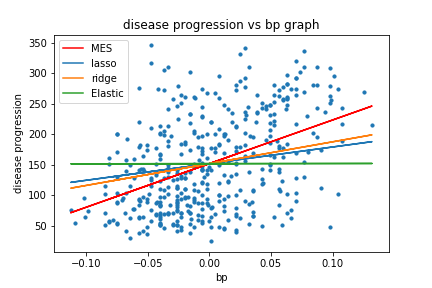 disease progression vs bp graph
MES
lasso
ridge
Elastic
350
300
250
200
150
100
50
disease progression
−0.10
−0.05
0.00
0.05
0.10
bp